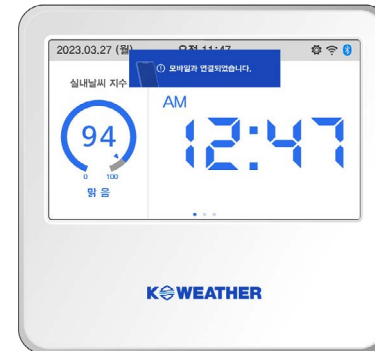 2023.03.27 (월)
오전 11:47
모바일과 연결되었습니다.
실내날씨 지수
94
0 100
맑음
AM
12:47
K WEATHER